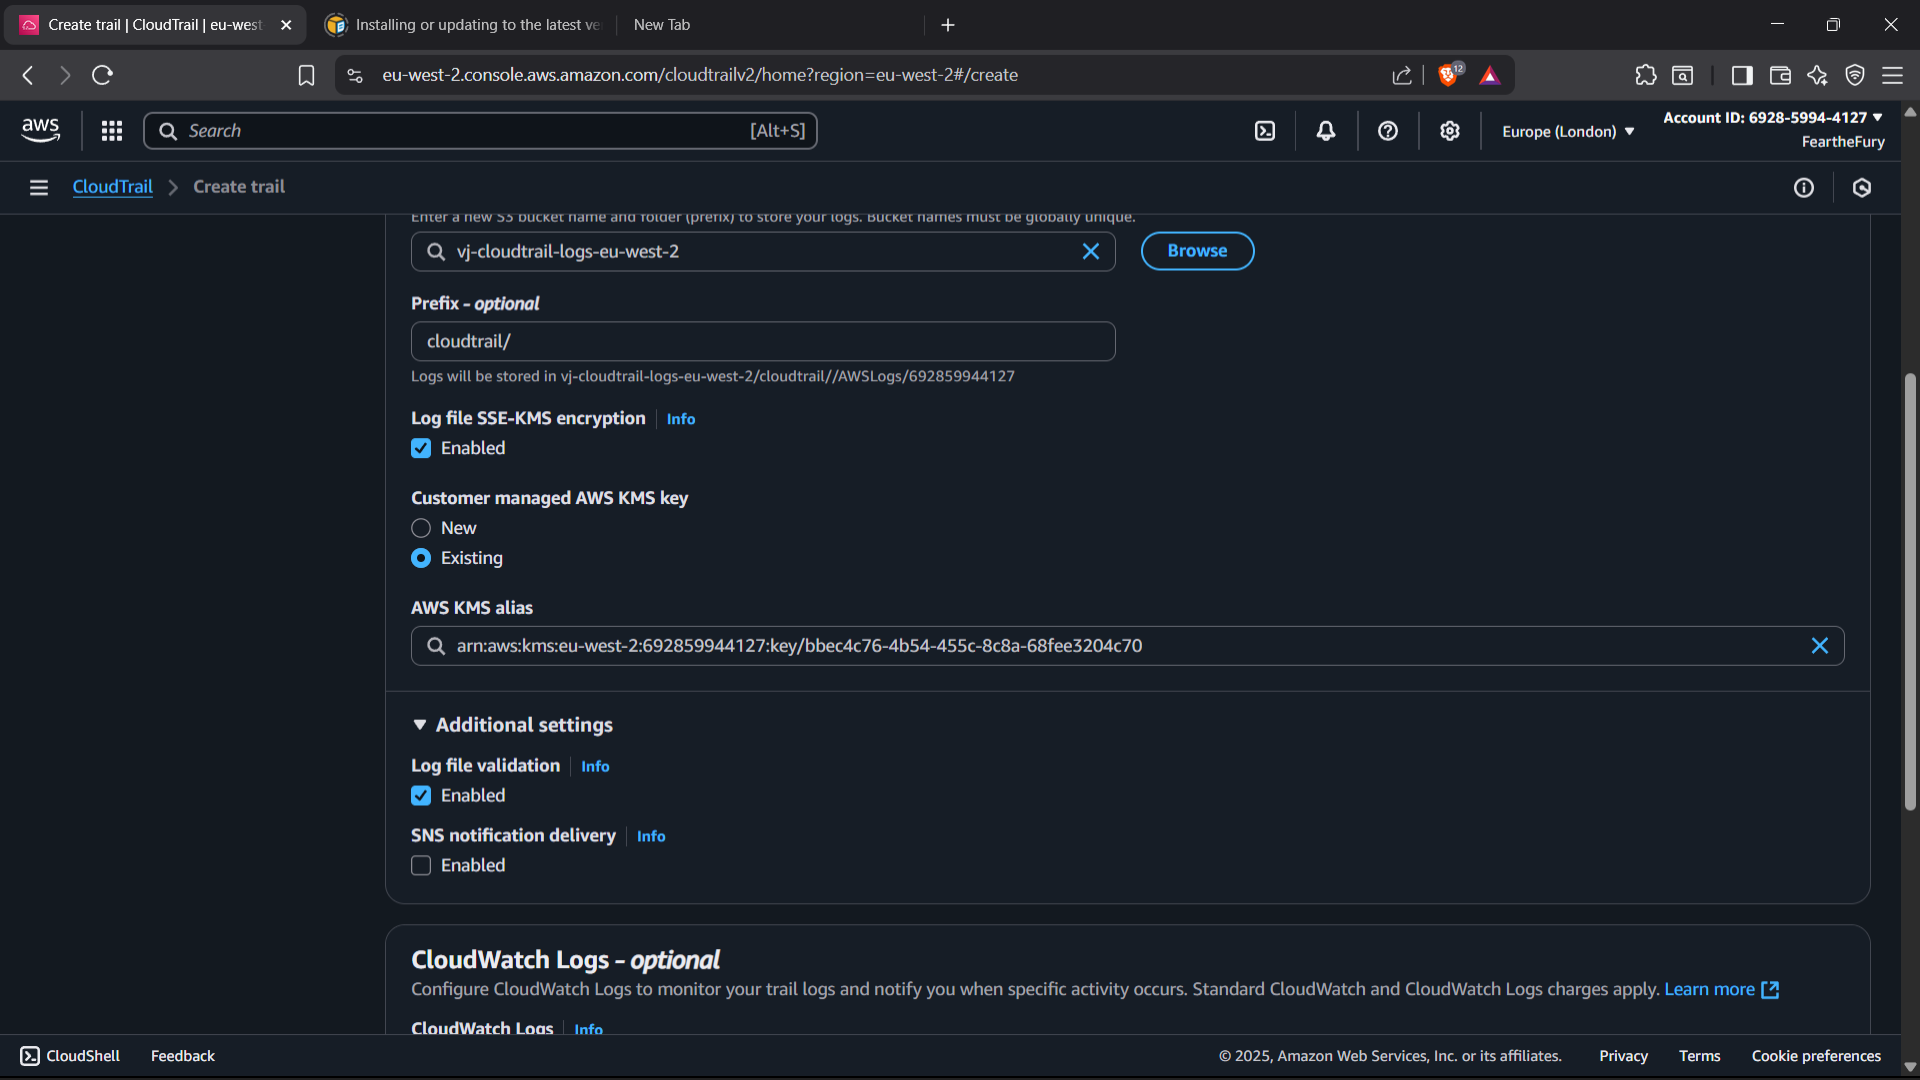 Create trail | CloudTrail | eu-west
Installing or updating to the latest ve
New Tab
eu-west-2.console.aws.amazon.com/cloudtrailv2/home?region=eu-west-2#/create
12
aws
Search
[Alt+S]
Europe (London)
Account ID: 6928-5994-4127
FeartheFury
CloudTrail
Create trail
Enter a new S3 bucket name and folder (prefix) to store your logs. Bucket names must be globally unique.
vj-cloudtrail-logs-eu-west-2
Browse
Prefix - optional
cloudtrail/
Logs will be stored in vj-cloudtrail-logs-eu-west-2/cloudtrail//AWSLogs/692859944127
Log file SSE-KMS encryption
Info
Enabled
Customer managed AWS KMS key
New
Existing
AWS KMS alias
arn:aws:kms:eu-west-2:692859944127:key/bbec4c76-4b54-455c-8c8a-68fee3204c70
Additional settings
Log file validation
Info
Enabled
SNS notification delivery
Info
Enabled
CloudWatch Logs - optional
Configure CloudWatch Logs to monitor your trail logs and notify you when specific activity occurs. Standard CloudWatch and CloudWatch Logs charges apply. Learn more
CloudWatch Logs
Info
CloudShell
Feedback
© 2025, Amazon Web Services, Inc. or its affiliates.
Privacy
Terms
Cookie preferences